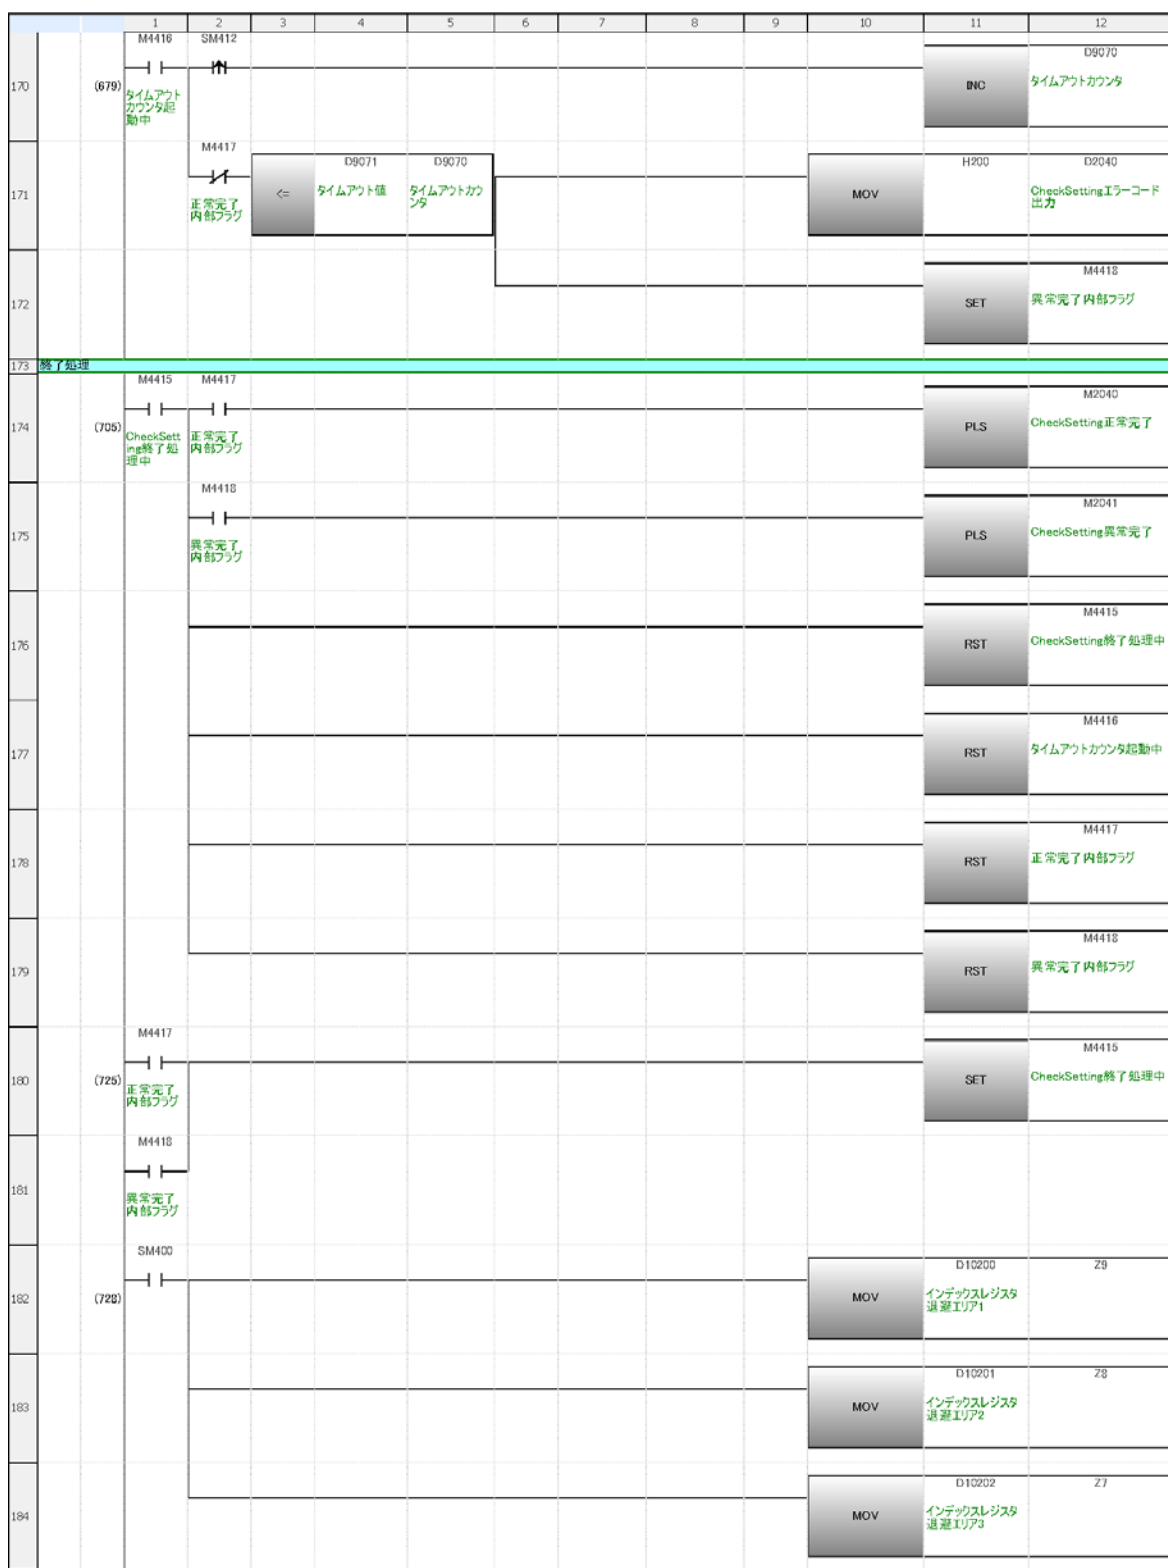 1 2 3 4 5 6 7 8 9 10 11 12
M4416 SM412
D9070
170 (679) INC タイムアウトカウンタ
タイムアウト
カウンタ起
動中
M4417
D9071 D9070 H200 D2040
171 <= タイムアウト値 タイムアウトカウ
ンタ MOV CheckSettingエラーコード
出力
正常完了
内部フラグ
M4418
172 SET 異常完了内部フラグ
173 終了処理
M4415 M4417
M2040
174 (705) PLS CheckSetting正常完了
CheckSett
ing終了処
理中
正常完了
内部フラグ
M4418
M2041
175 PLS CheckSetting異常完了
異常完了
内部フラグ
M4415
176 RST CheckSetting終了処理中
M4416
177 RST タイムアウトカウンタ起動中
M4417
178 RST 正常完了内部フラグ
M4418
179 RST 異常完了内部フラグ
M4417
M4415
180 (725) SET CheckSetting終了処理中
正常完了
内部フラグ
M4418
181
異常完了
内部フラグ
SM400
D10200 Z9
182 (728) MOV インデックスレジスタ
退避エリア1
D10201 Z8
183 MOV インデックスレジスタ
退避エリア2
D10202 Z7
184 MOV インデックスレジスタ
退避エリア3